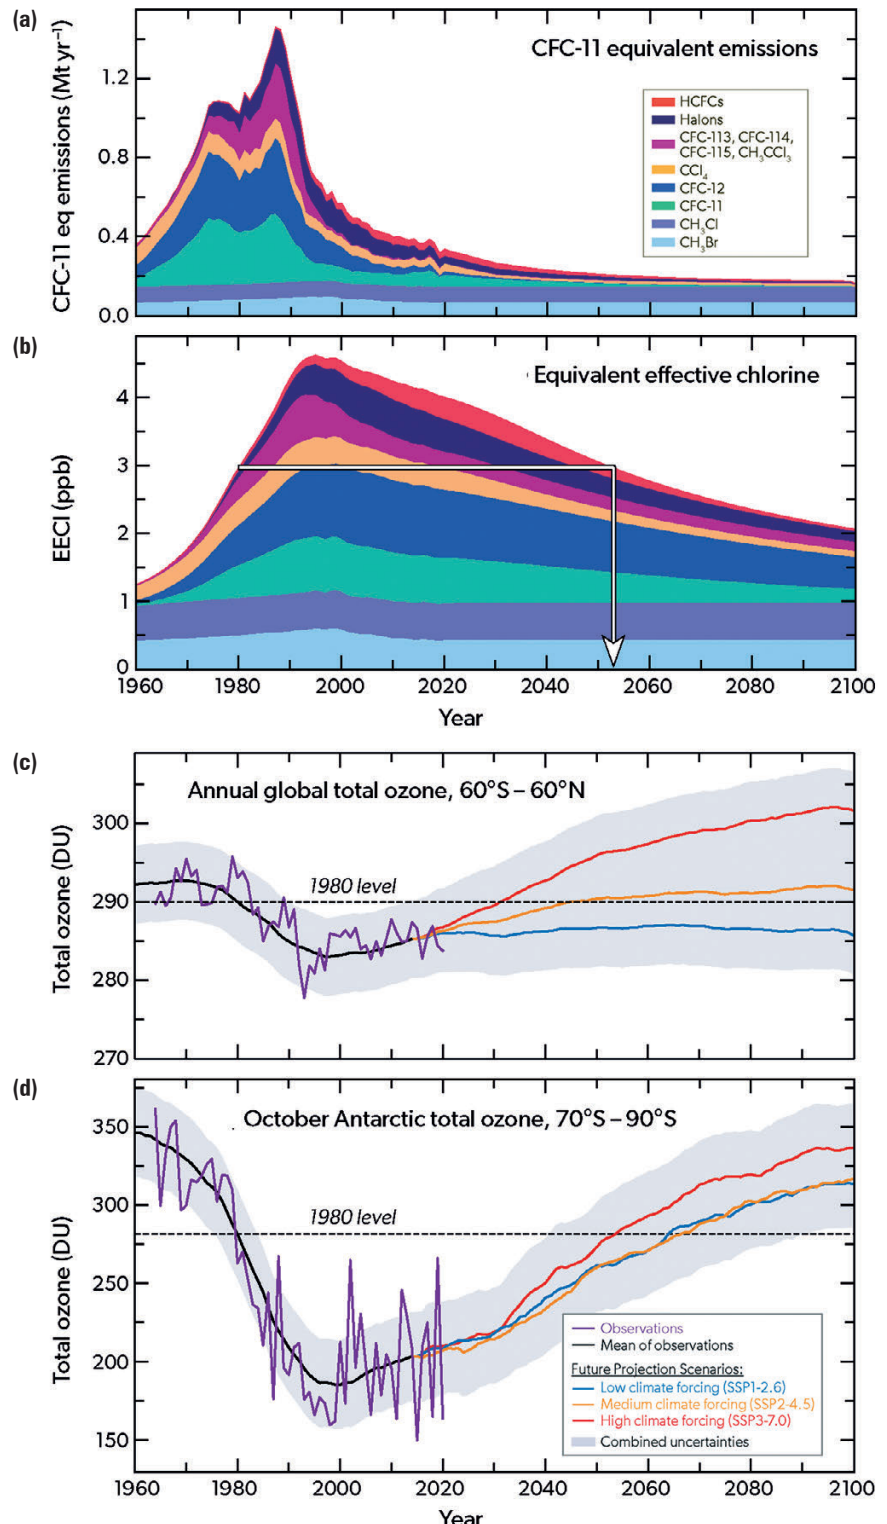 (a)
CFC-11 equivalent emissions
CFC-11 eq emissions (Mt yr⁻¹)
1.2
0.8
0.4
0.0
HCFCs
Halons
CFC-113, CFC-114,
CFC-115, CH₃CCl₃
CCl₄
CFC-12
CFC-11
CH₃Cl
CH₃Br
(b)
Equivalent effective chlorine
EECl (ppb)
4
3
2
1
0
1960 1980 2000 2020 2040 2060 2080 2100
Year
(c)
Annual global total ozone, 60°S – 60°N
Total ozone (DU)
300
290
280
270
1980 level
(d)
October Antarctic total ozone, 70°S – 90°S
Total ozone (DU)
350
300
250
200
150
1980 level
Observations
Mean of observations
Future Projection Scenarios:
Low climate forcing (SSP1-2.6)
Medium climate forcing (SSP2-4.5)
High climate forcing (SSP3-7.0)
Combined uncertainties
1960 1980 2000 2020 2040 2060 2080 2100
Year